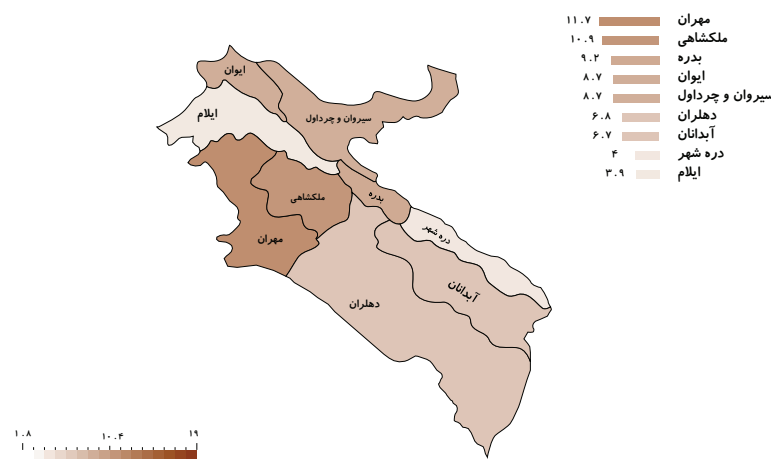 مهران ۱۱.۷
ملکشاهی ۱۰.۹
بدره ۹.۲
ایوان ۸.۷
سیروان و چرداول ۸.۷
دهلران ۶.۸
آبدانان ۶.۷
دره شهر ۴
ایلام ۳.۹
ایوان
ایلام
سیروان و چرداول
ملکشاهی
بدره
مهران
دره شهر
آبدانان
دهلران
۱.۸ ۱۰.۴ ۱۹